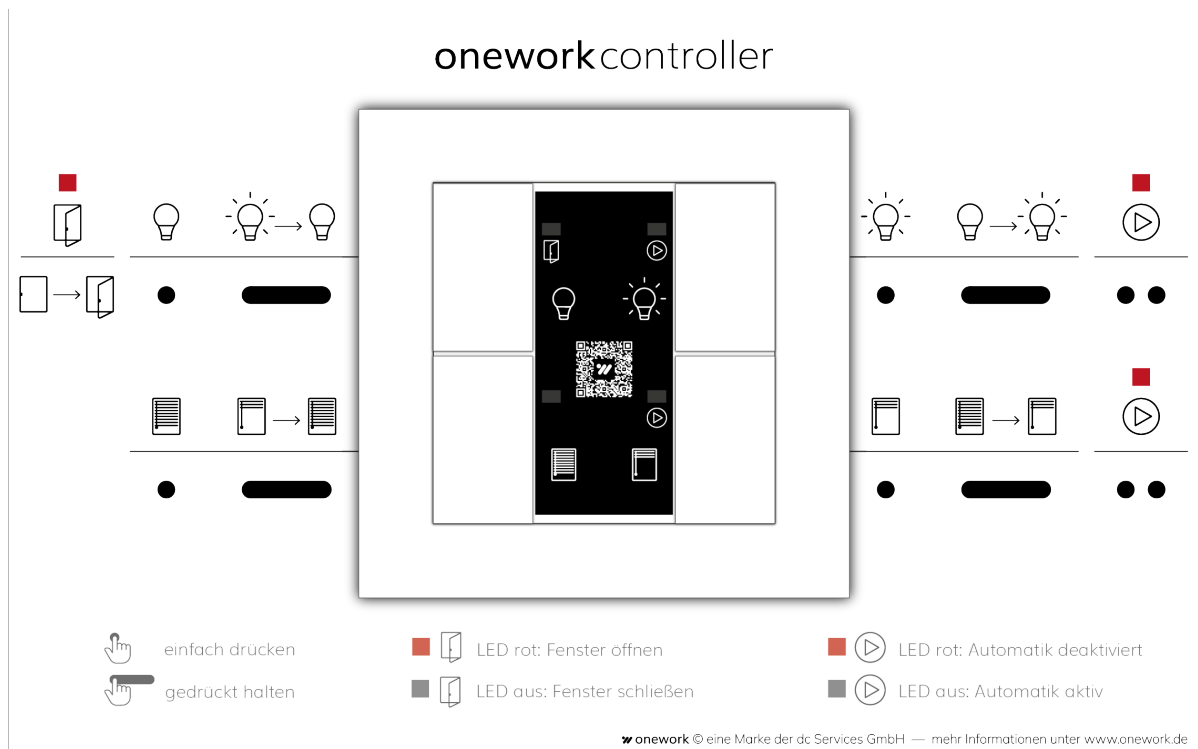 oneworkcontroller
einfach drücken
gedrückt halten
LED rot: Fenster öffnen
LED aus: Fenster schließen
LED rot: Automatik deaktiviert
LED aus: Automatik aktiv
onework © eine Marke der dc Services GmbH — mehr Informationen unter www.onework.de